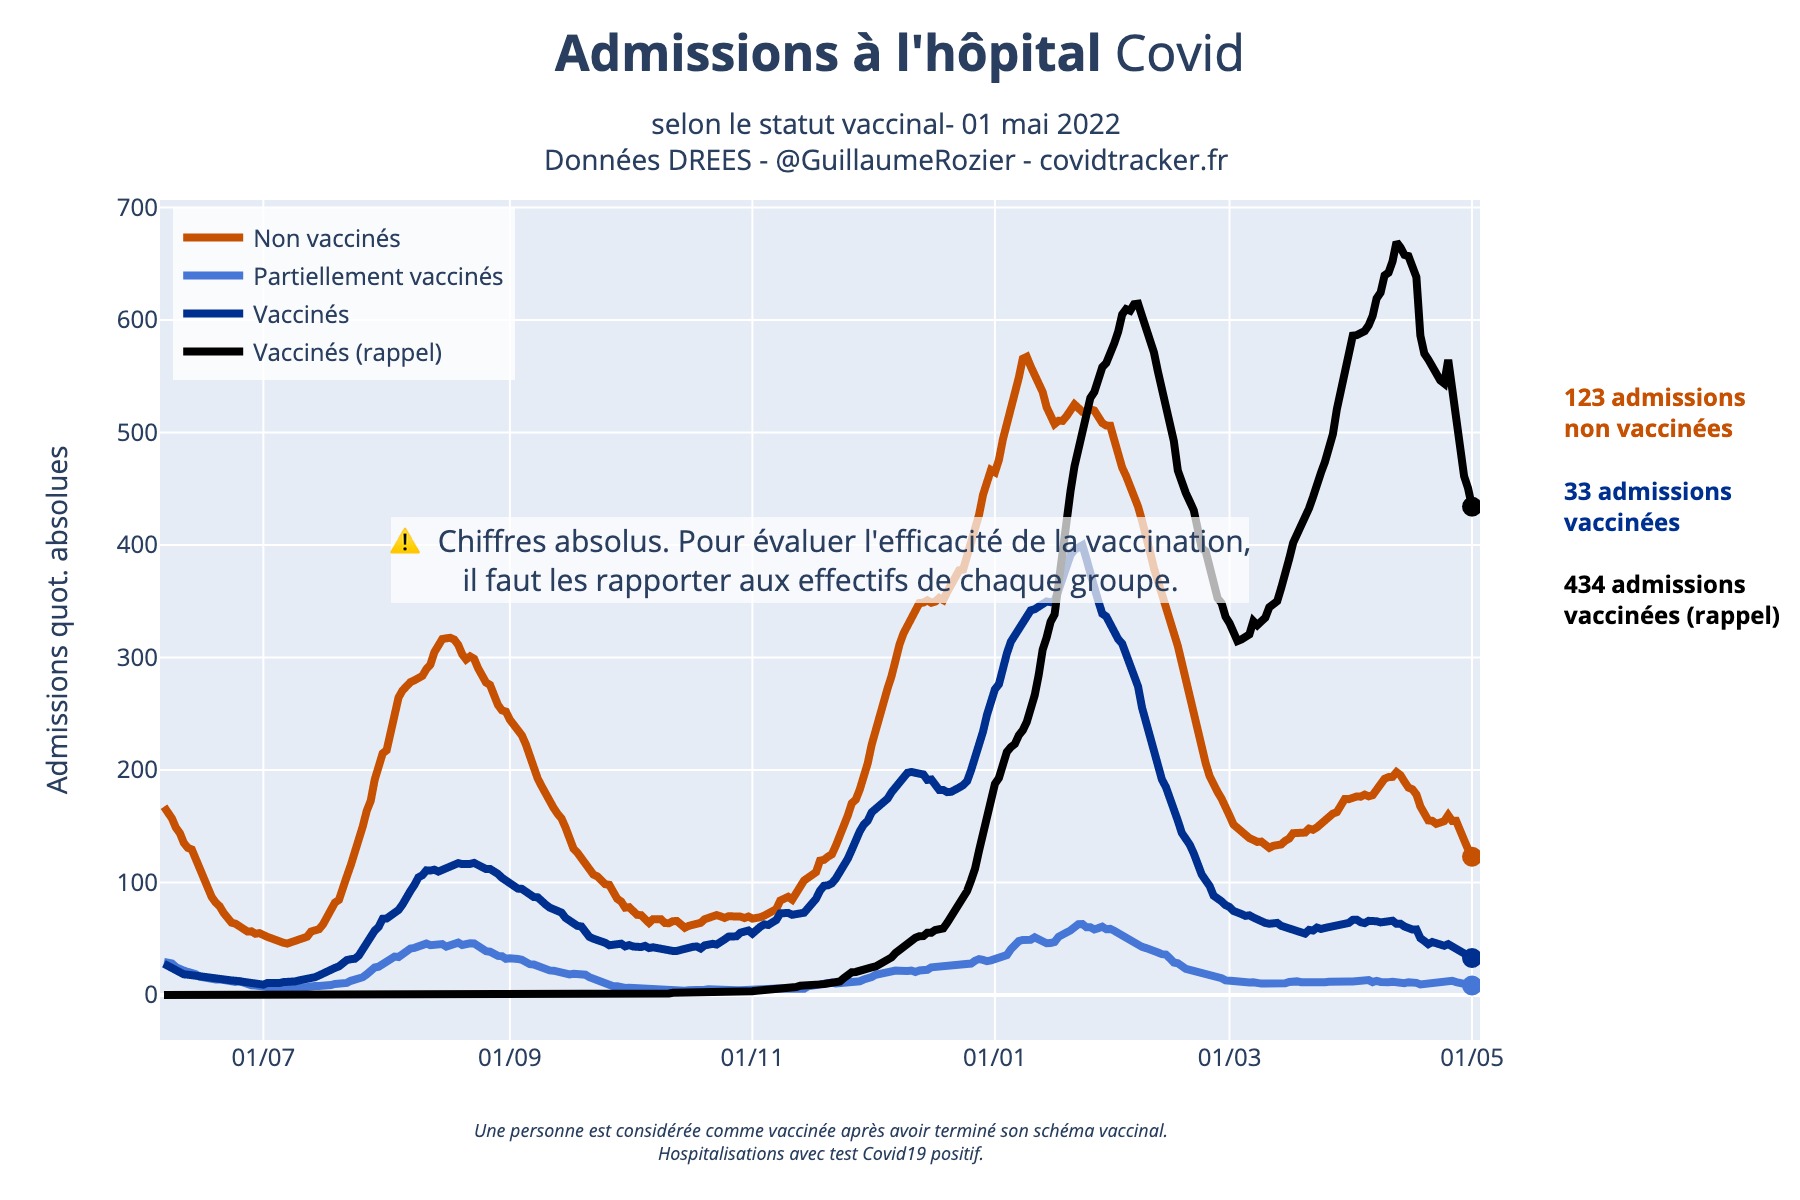 Admissions à l'hôpital Covid
selon le statut vaccinal- 01 mai 2022
Données DREES - @GuillaumeRozier - covidtracker.fr
Admissions quot. absolues
700
600
500
400
300
200
100
0
Non vaccinés
Partiellement vaccinés
Vaccinés
Vaccinés (rappel)
⚠️ Chiffres absolus. Pour évaluer l'efficacité de la vaccination,
il faut les rapporter aux effectifs de chaque groupe.
123 admissions
non vaccinées
33 admissions
vaccinées
434 admissions
vaccinées (rappel)
01/07
01/09
01/11
01/01
01/03
01/05
Une personne est considérée comme vaccinée après avoir terminé son schéma vaccinal.
Hospitalisations avec test Covid19 positif.